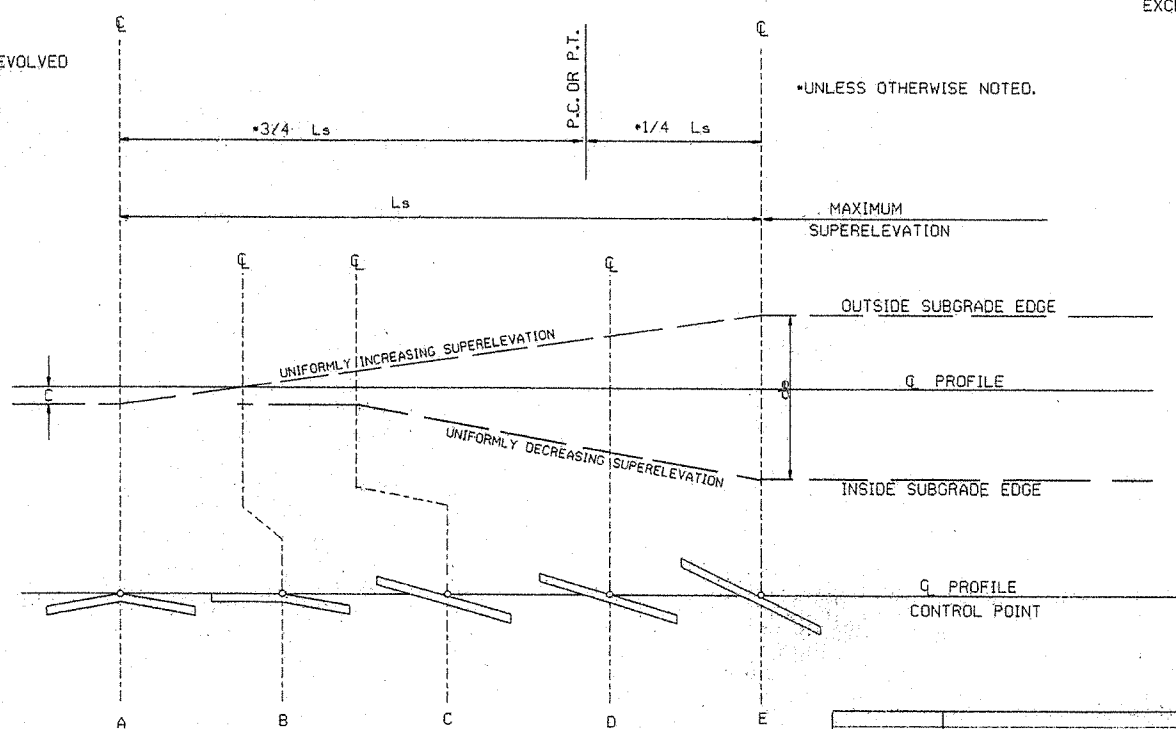 EVOLVED
℄
P.C. OR P.T.
℄
*UNLESS OTHERWISE NOTED.
*3/4 Ls
*1/4 Ls
Ls
MAXIMUM
SUPERELEVATION
℄
℄
℄
OUTSIDE SUBGRADE EDGE
UNIFORMLY INCREASING SUPERELEVATION
C
℄ PROFILE
UNIFORMLY DECREASING SUPERELEVATION
INSIDE SUBGRADE EDGE
℄ PROFILE
CONTROL POINT
A
B
C
D
E